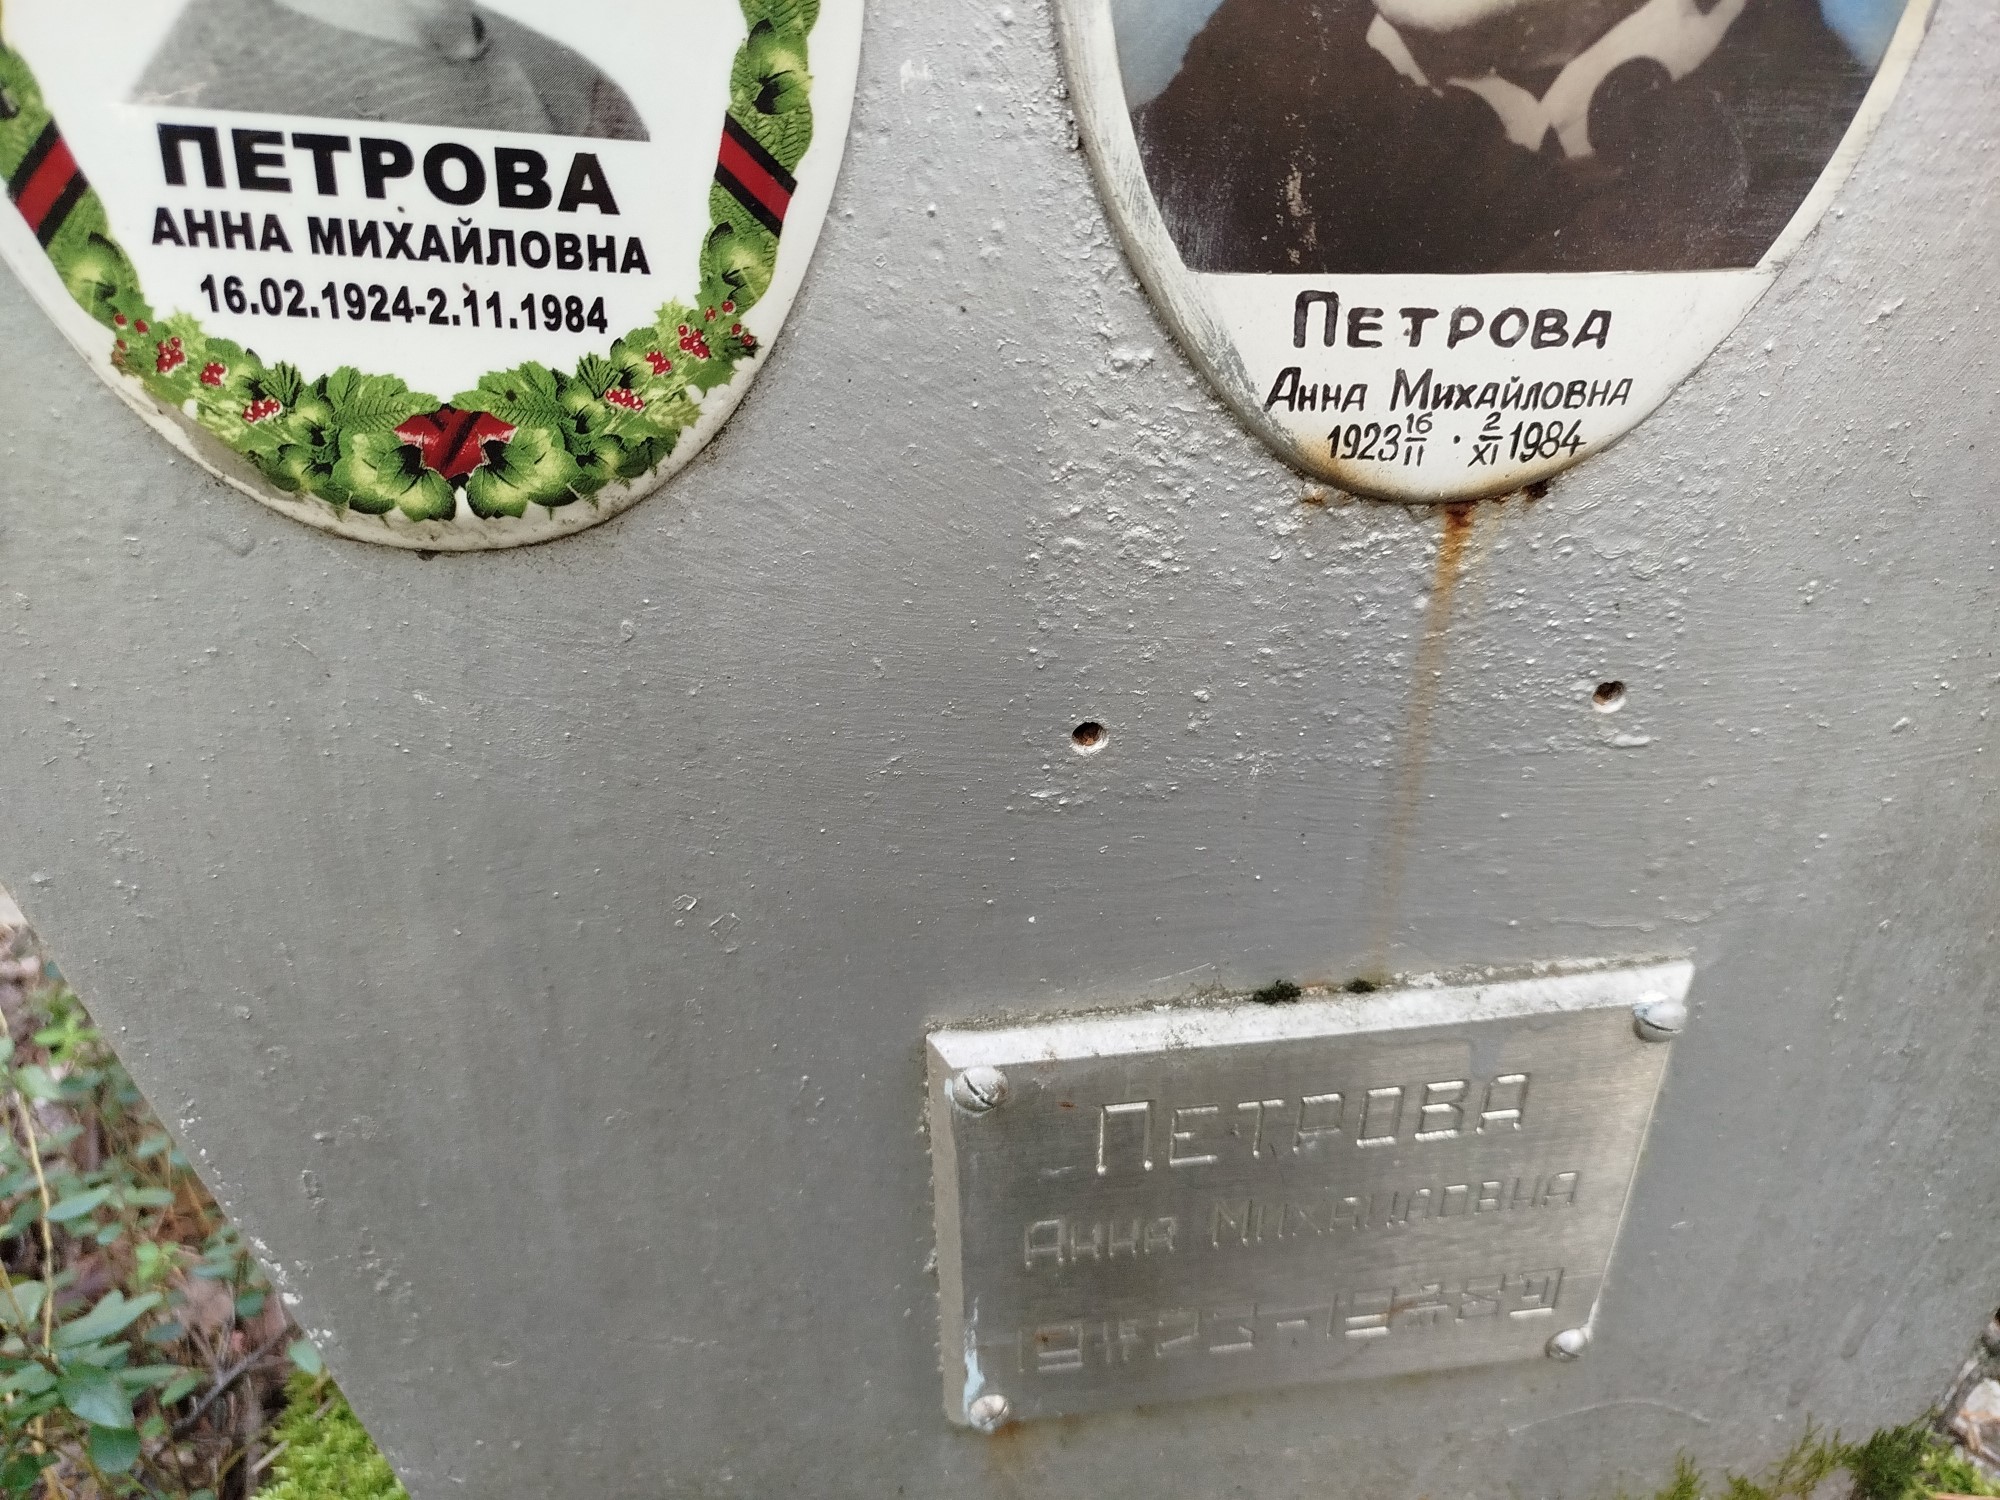 ПЕТРОВА
АННА МИХАЙЛОВНА
16.02.1924-2.11.1984
ПЕТРОВА
АННА МИХАЙЛОВНА
1923 16/II · 2/XI 1984
ПЕТРОВА
АННА МИХАЙЛОВНА